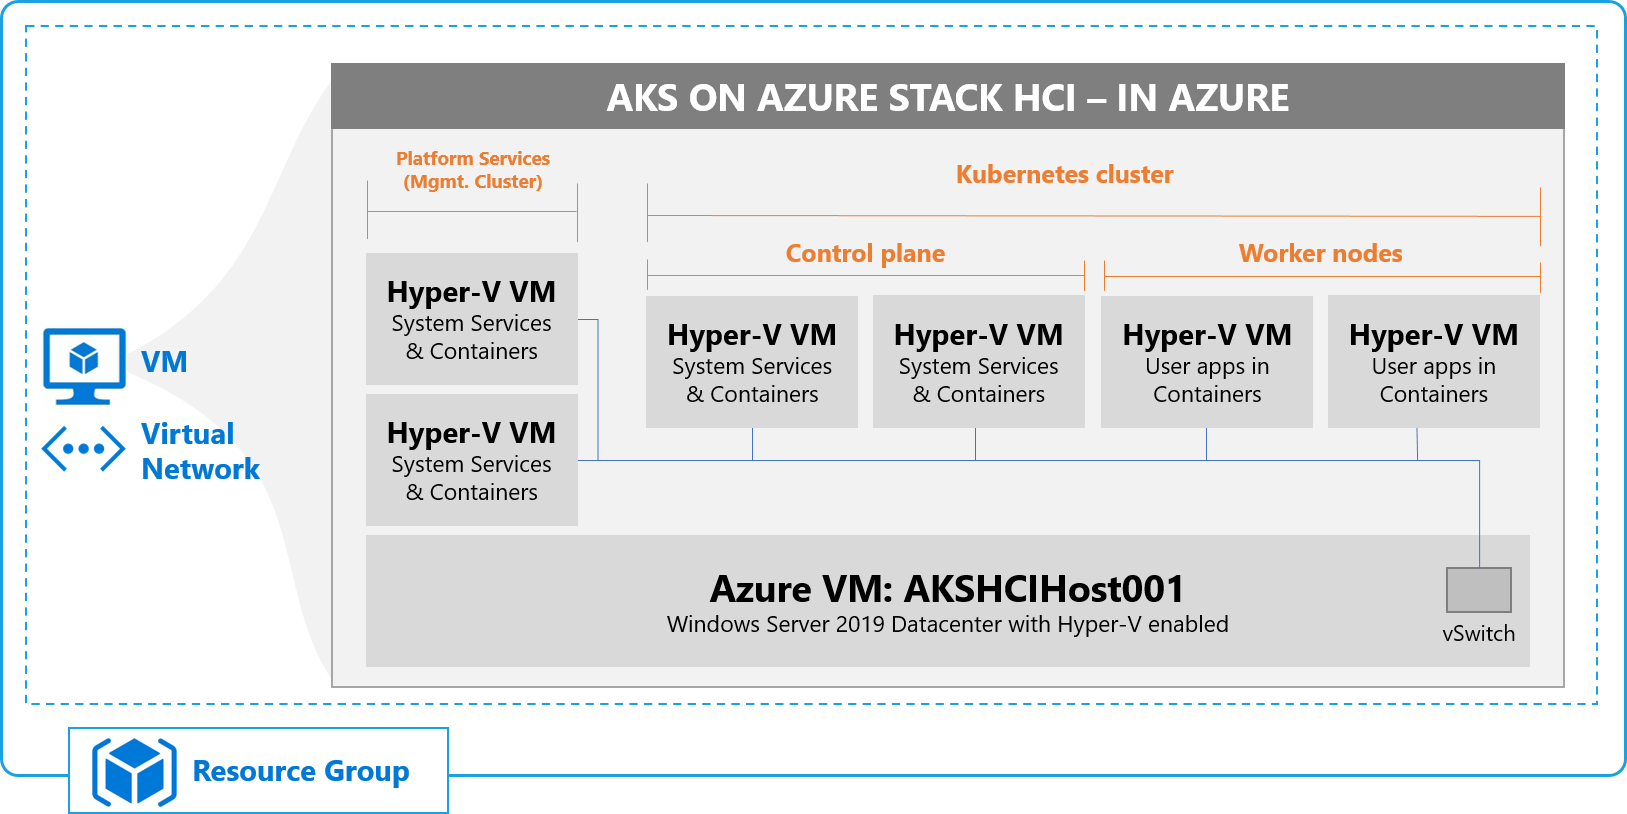 AKS ON AZURE STACK HCI – IN AZURE
Platform Services
(Mgmt. Cluster)
Kubernetes cluster
Control plane
Worker nodes
Hyper-V VM
System Services
& Containers
Hyper-V VM
System Services
& Containers
Hyper-V VM
System Services
& Containers
Hyper-V VM
System Services
& Containers
Hyper-V VM
User apps in
Containers
Hyper-V VM
User apps in
Containers
VM
Virtual
Network
Azure VM: AKSHCIHost001
Windows Server 2019 Datacenter with Hyper-V enabled
vSwitch
Resource Group